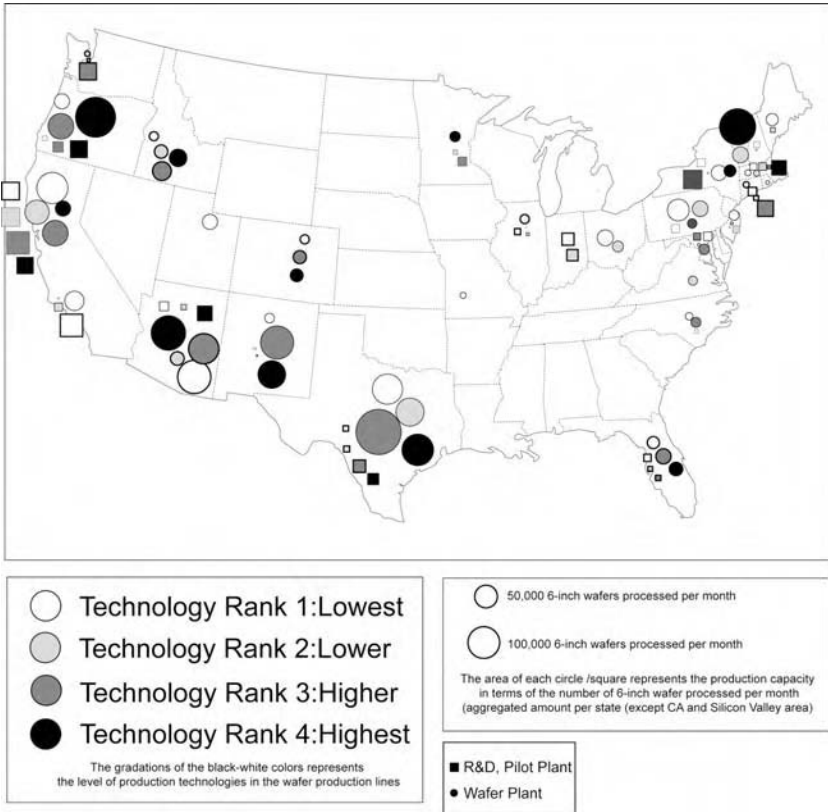 Technology Rank 1:Lowest
Technology Rank 2:Lower
Technology Rank 3:Higher
Technology Rank 4:Highest
The gradations of the black-white colors represents
the level of production technologies in the wafer production lines
50,000 6-inch wafers processed per month
100,000 6-inch wafers processed per month
The area of each circle /square represents the production capacity
in terms of the number of 6-inch wafer processed per month
(aggregated amount per state (except CA and Silicon Valley area)
R&D, Pilot Plant
Wafer Plant